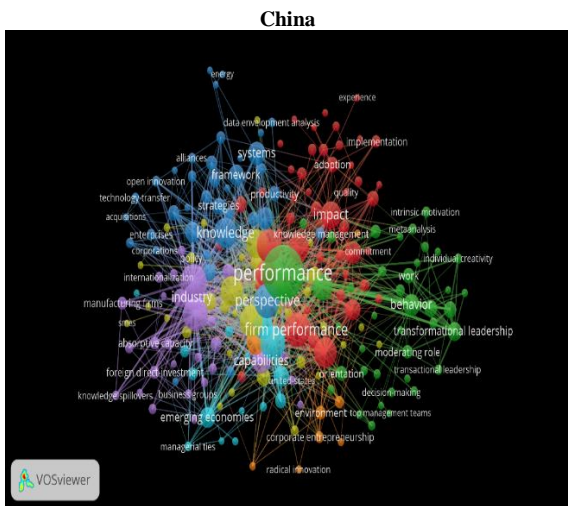 China
energy
experience
data envelopment analysis
implementation
systems
alliances
adoption
framework
open innovation
productivity
quality
technology-transfer
strategies
intrinsic motivation
impact
acquisitions
metaanalysis
enterprises
knowledge
knowledge management
corporations
commitment
individual creativity
policy
performance
work
internationalization
industry
perspective
behavior
manufacturing firms
smes
firm performance
transformational leadership
absorptive capacity
moderating role
capabilities
foreign direct-investment
orientation
transactional leadership
united-states
knowledge spillovers
business groups
decision-making
emerging economies
environment
top management teams
corporate entrepreneurship
managerial ties
radical innovation
VOSviewer